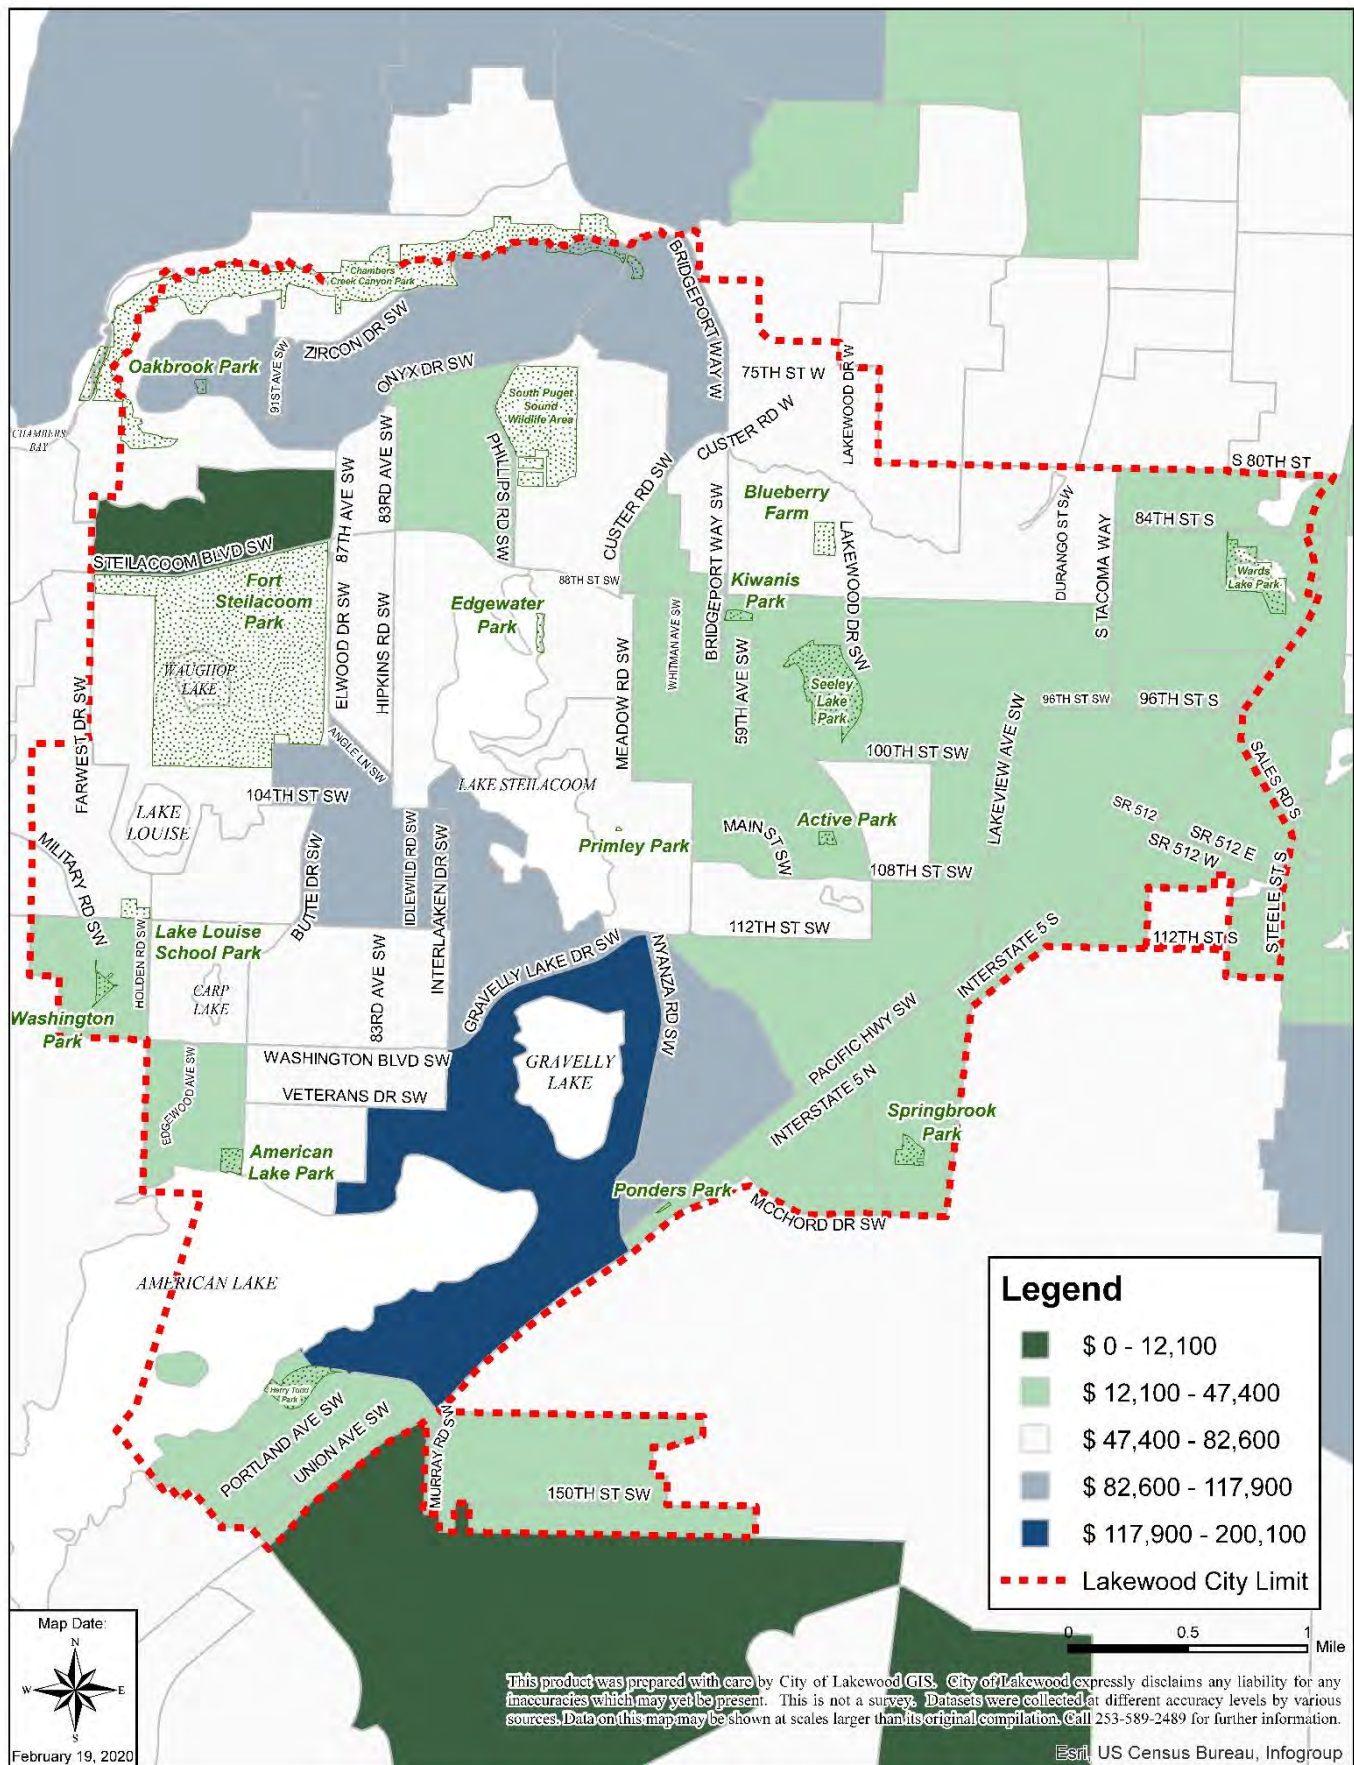 BRIDGEPORT WAY W
Chambers
Creek Canyon Park
ZIRCON DR SW
Oakbrook Park
91ST AVE SW
ONYX DR SW
75TH ST W
LAKEWOOD DR W
South Puget
Sound
Wildlife Area
CHAMBERS
BAY
CUSTER RD W
87TH AVE SW
83RD AVE SW
PHILLIPS RD SW
CUSTER RD SW
S 80TH ST
BRIDGEPORT WAY SW
Blueberry
Farm
DURANGO ST SW
S TACOMA WAY
84TH ST S
STEILACOOM BLVD SW
LAKEWOOD DR SW
Fort
Steilacoom
Park
88TH ST SW
Kiwanis
Park
Wards
Lake Park
Edgewater
Park
ELWOOD DR SW
HIPKINS RD SW
WHITMAN AVE SW
MEADOW RD SW
59TH AVE SW
WAUGHOP
LAKE
Seeley
Lake
Park
FARWEST DR SW
96TH ST SW
96TH ST S
ANGLE LN SW
LAKEVIEW AVE SW
100TH ST SW
SALES RD S
LAKE STEILACOOM
104TH ST SW
LAKE
LOUISE
SR 512
SR 512 E
SR 512 W
MAIN ST SW
Active Park
Primley Park
108TH ST SW
MILITARY RD SW
BUTTE DR SW
IDLEWILD RD SW
INTERLAAKEN DR SW
STEELE ST S
112TH ST SW
112TH ST S
Lake Louise
School Park
HOLDEN RD SW
CARP
LAKE
83RD AVE SW
GRAVELLY LAKE DR SW
NYANZA RD SW
INTERSTATE 5 S
Washington
Park
PACIFIC HWY SW
INTERSTATE 5 N
WASHINGTON BLVD SW
GRAVELLY
LAKE
VETERANS DR SW
EDGEWOOD AVE SW
Springbrook
Park
American
Lake Park
Ponders Park
MCCHORD DR SW
AMERICAN LAKE
Harry Todd
Park
PORTLAND AVE SW
UNION AVE SW
MURRAY RD SW
150TH ST SW
Legend
$ 0 - 12,100
$ 12,100 - 47,400
$ 47,400 - 82,600
$ 82,600 - 117,900
$ 117,900 - 200,100
Lakewood City Limit
0 0.5 1
Mile
Map Date:
N
W E
S
February 19, 2020
This product was prepared with care by City of Lakewood GIS. City of Lakewood expressly disclaims any liability for any
inaccuracies which may yet be present. This is not a survey. Datasets were collected at different accuracy levels by various
sources. Data on this map may be shown at scales larger than its original compilation. Call 253-589-2489 for further information.
Esri, US Census Bureau, Infogroup